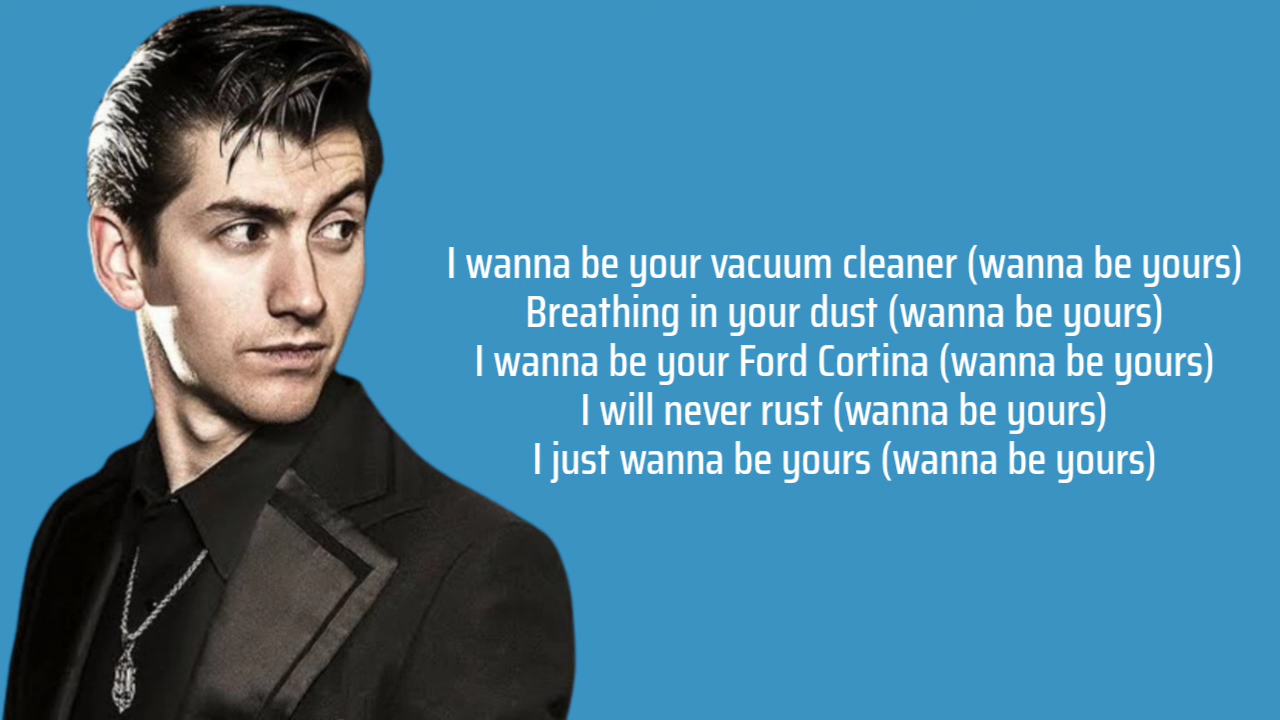 I wanna be your vacuum cleaner (wanna be yours)
Breathing in your dust (wanna be yours)
I wanna be your Ford Cortina (wanna be yours)
I will never rust (wanna be yours)
I just wanna be yours (wanna be yours)